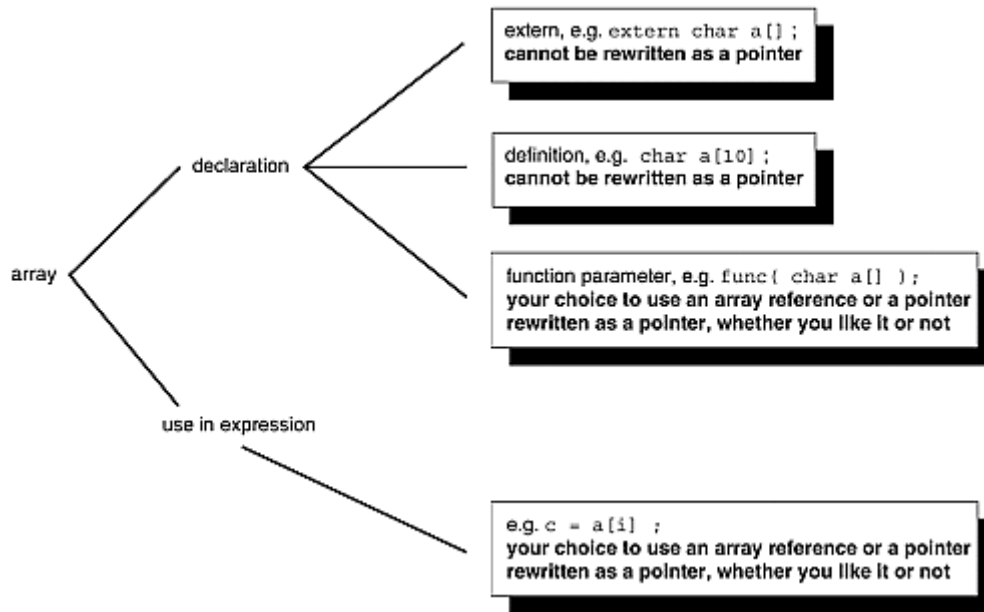 extern, e.g. extern char a[] ;
cannot be rewritten as a pointer
definition, e.g. char a[10] ;
cannot be rewritten as a pointer
declaration
array
function parameter, e.g. func( char a[] );
your choice to use an array reference or a pointer
rewritten as a pointer, whether you like it or not
use in expression
e.g. c = a[i] ;
your choice to use an array reference or a pointer
rewritten as a pointer, whether you like it or not